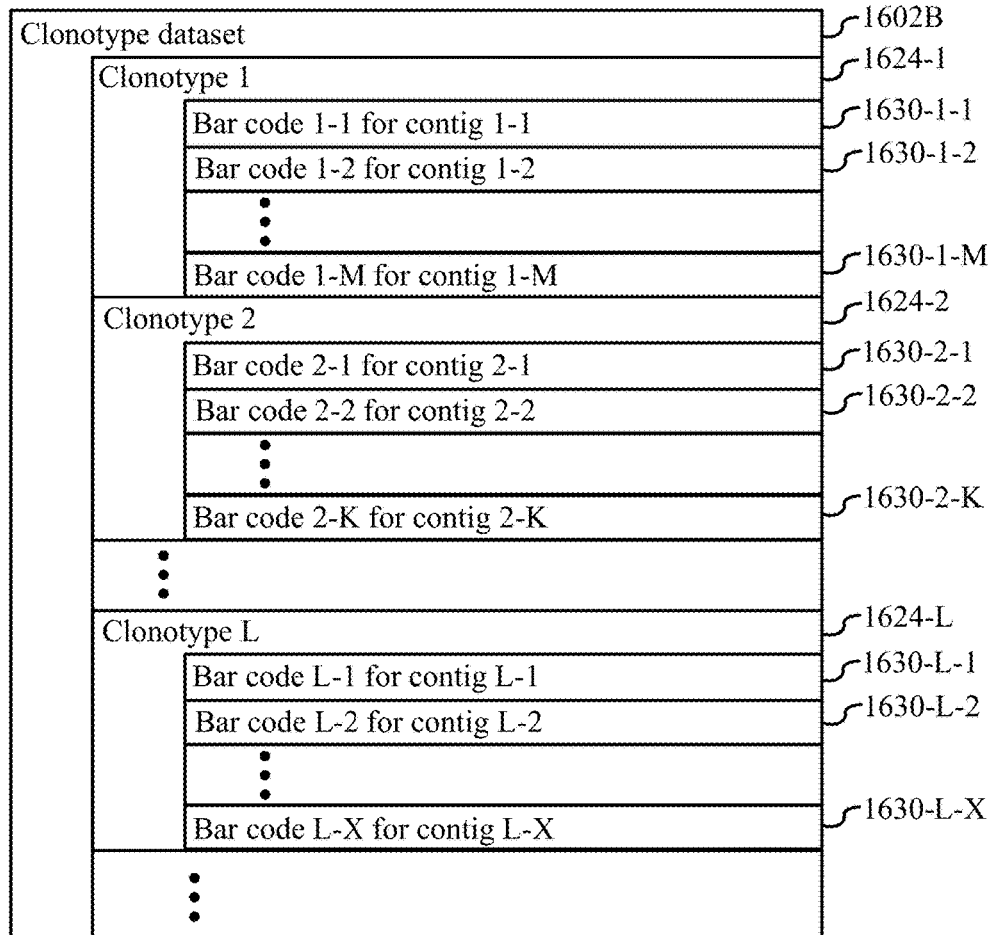 Clonotype dataset 1602B
Clonotype 1 1624-1
Bar code 1-1 for contig 1-1 1630-1-1
Bar code 1-2 for contig 1-2 1630-1-2
Bar code 1-M for contig 1-M 1630-1-M
Clonotype 2 1624-2
Bar code 2-1 for contig 2-1 1630-2-1
Bar code 2-2 for contig 2-2 1630-2-2
Bar code 2-K for contig 2-K 1630-2-K
Clonotype L 1624-L
Bar code L-1 for contig L-1 1630-L-1
Bar code L-2 for contig L-2 1630-L-2
Bar code L-X for contig L-X 1630-L-X